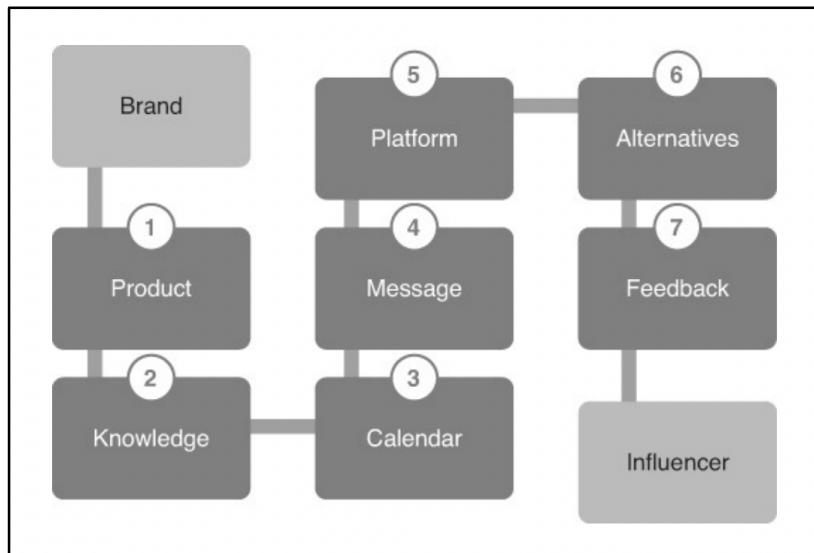 Brand
1
Product
2
Knowledge
3
Calendar
4
Message
5
Platform
6
Alternatives
7
Feedback
Influencer